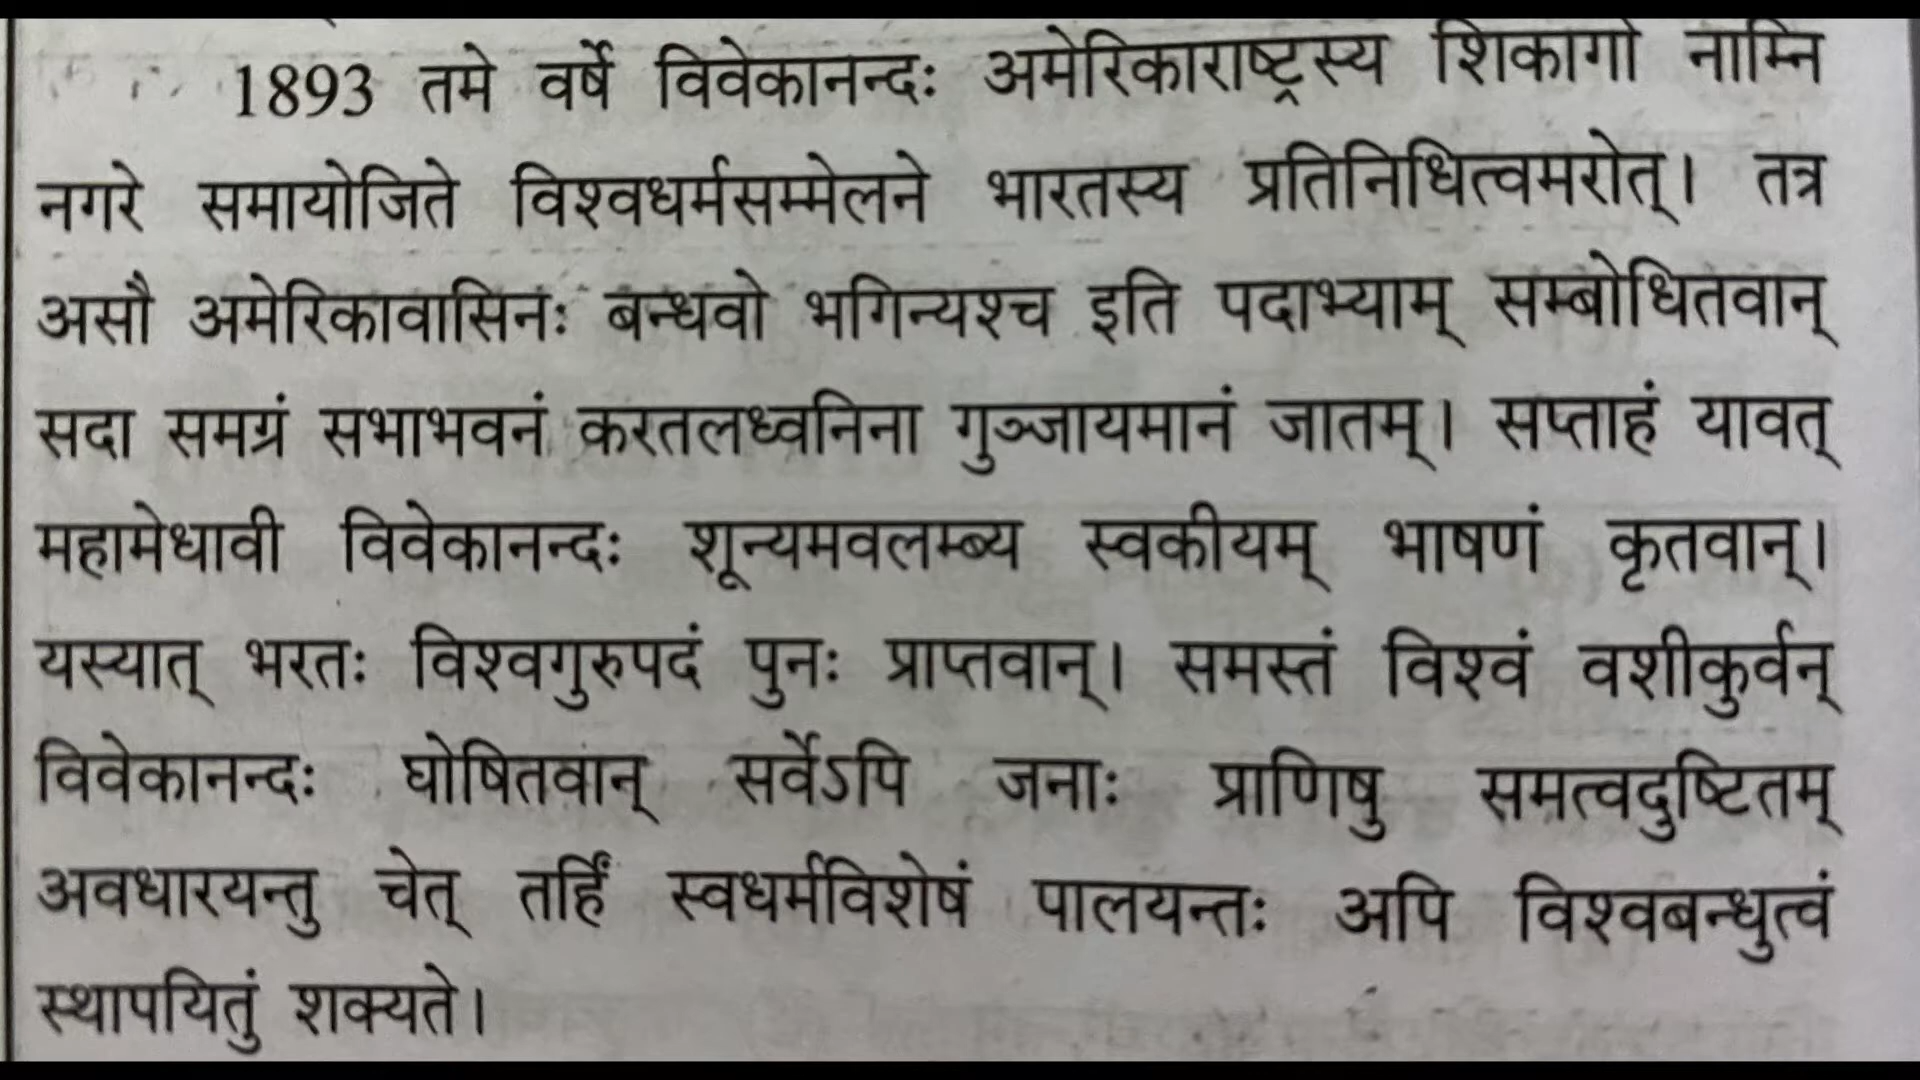 1893 तमे वर्षे विवेकानन्दः अमेरिकाराष्ट्रस्य शिकागो नाम्नि
नगरे समायोजिते विश्वधर्मसम्मेलने भारतस्य प्रतिनिधित्वमरोत्। तत्र
असौ अमेरिकावासिनः बन्धवो भगिन्यश्च इति पदाभ्याम् सम्बोधितवान्
सदा समग्रं सभाभवनं करतलध्वनिना गुञ्जायमानं जातम्। सप्ताहं यावत्
महामेधावी विवेकानन्दः शून्यमवलम्ब्य स्वकीयम् भाषणं कृतवान्।
यस्यात् भरतः विश्वगुरुपदं पुनः प्राप्तवान्। समस्तं विश्वं वशीकुर्वन्
विवेकानन्दः घोषितवान् सर्वेऽपि जनाः प्राणिषु समत्वदुष्टितम्
अवधारयन्तु चेत् तर्हिं स्वधर्मविशेषं पालयन्तः अपि विश्वबन्धुत्वं
स्थापयितुं शक्यते।